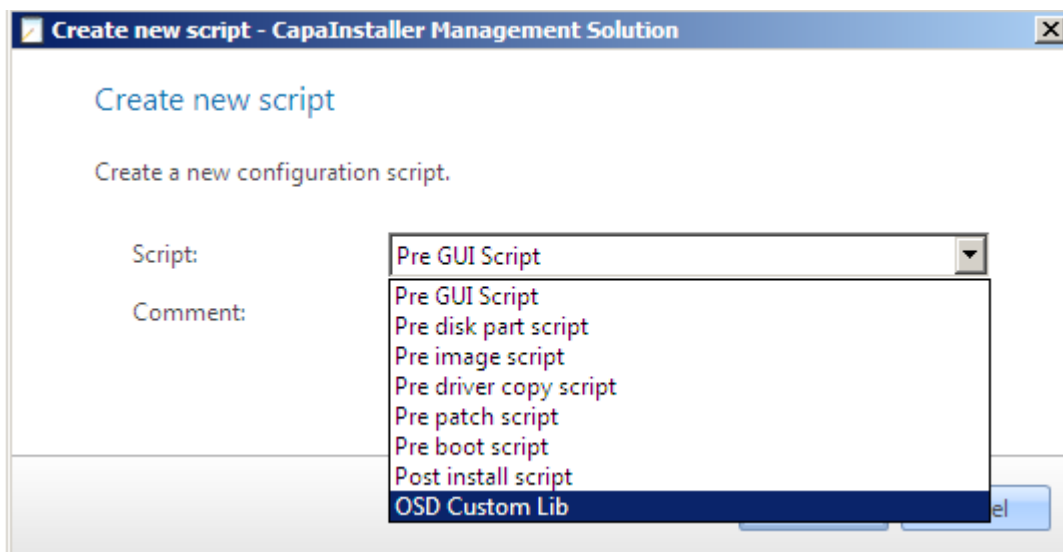 Create new script - CapaInstaller Management Solution
Create new script
Create a new configuration script.
Script:
Pre GUI Script
Pre GUI Script
Pre disk part script
Comment:
Pre image script
Pre driver copy script
Pre patch script
Pre boot script
Post install script
OSD Custom Lib